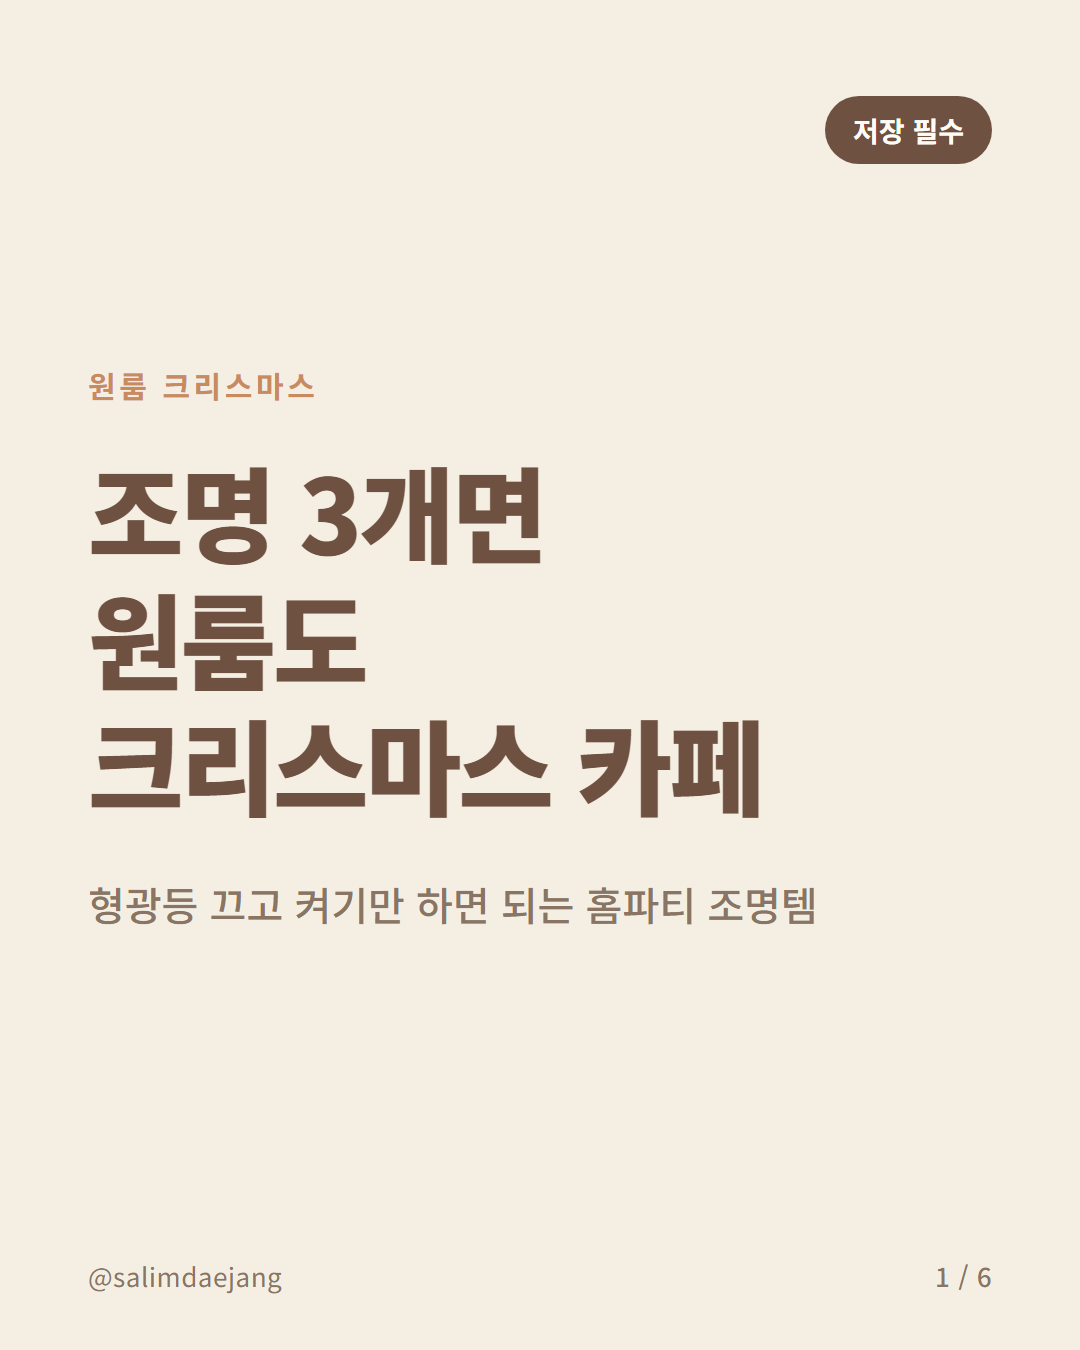 저장 필수
원룸 크리스마스
조명 3개면
원룸도
크리스마스 카페
형광등 끄고 켜기만 하면 되는 홈파티 조명템
@salimdaejang
1 / 6